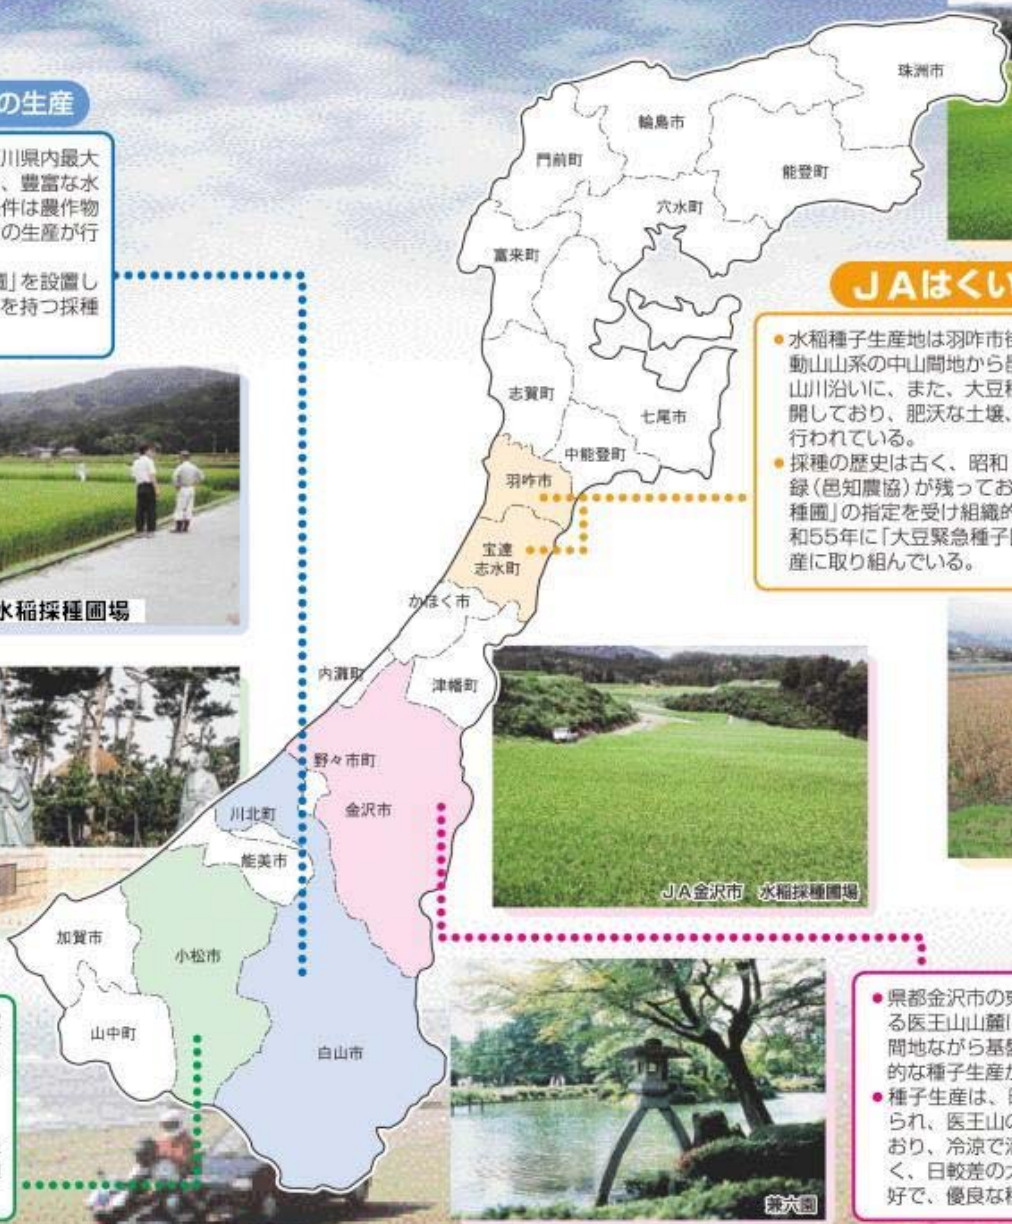 の生産
川県内最大
、豊富な水
件は農作物
の生産が行
」を設置し
を持つ採種
水稲採種圃場
珠洲市
輪島市
門前町
能登町
穴水町
富来町
志賀町
七尾市
中能登町
羽咋市
宝達
志水町
かほく市
内灘町
津幡町
野々市町
金沢市
川北町
能美市
加賀市
小松市
山中町
白山市
JAはくい
●水稲種子生産地は羽咋市街
動山山系の中山間地から邑
山川沿いに、また、大豆種
開しており、肥沃な土壌、
行われている。
●採種の歴史は古く、昭和
録(邑知農協)が残ってお
種圃」の指定を受け組織的
和55年に「大豆緊急種子
産に取り組んでいる。
JA金沢市 水稲採種圃場
兼六園
●県都金沢市の東
る医王山山麓に
間地ながら基盤
的な種子生産が
●種子生産は、
られ、医王山の
おり、冷涼で
く、日較差の大
好で、優良な種